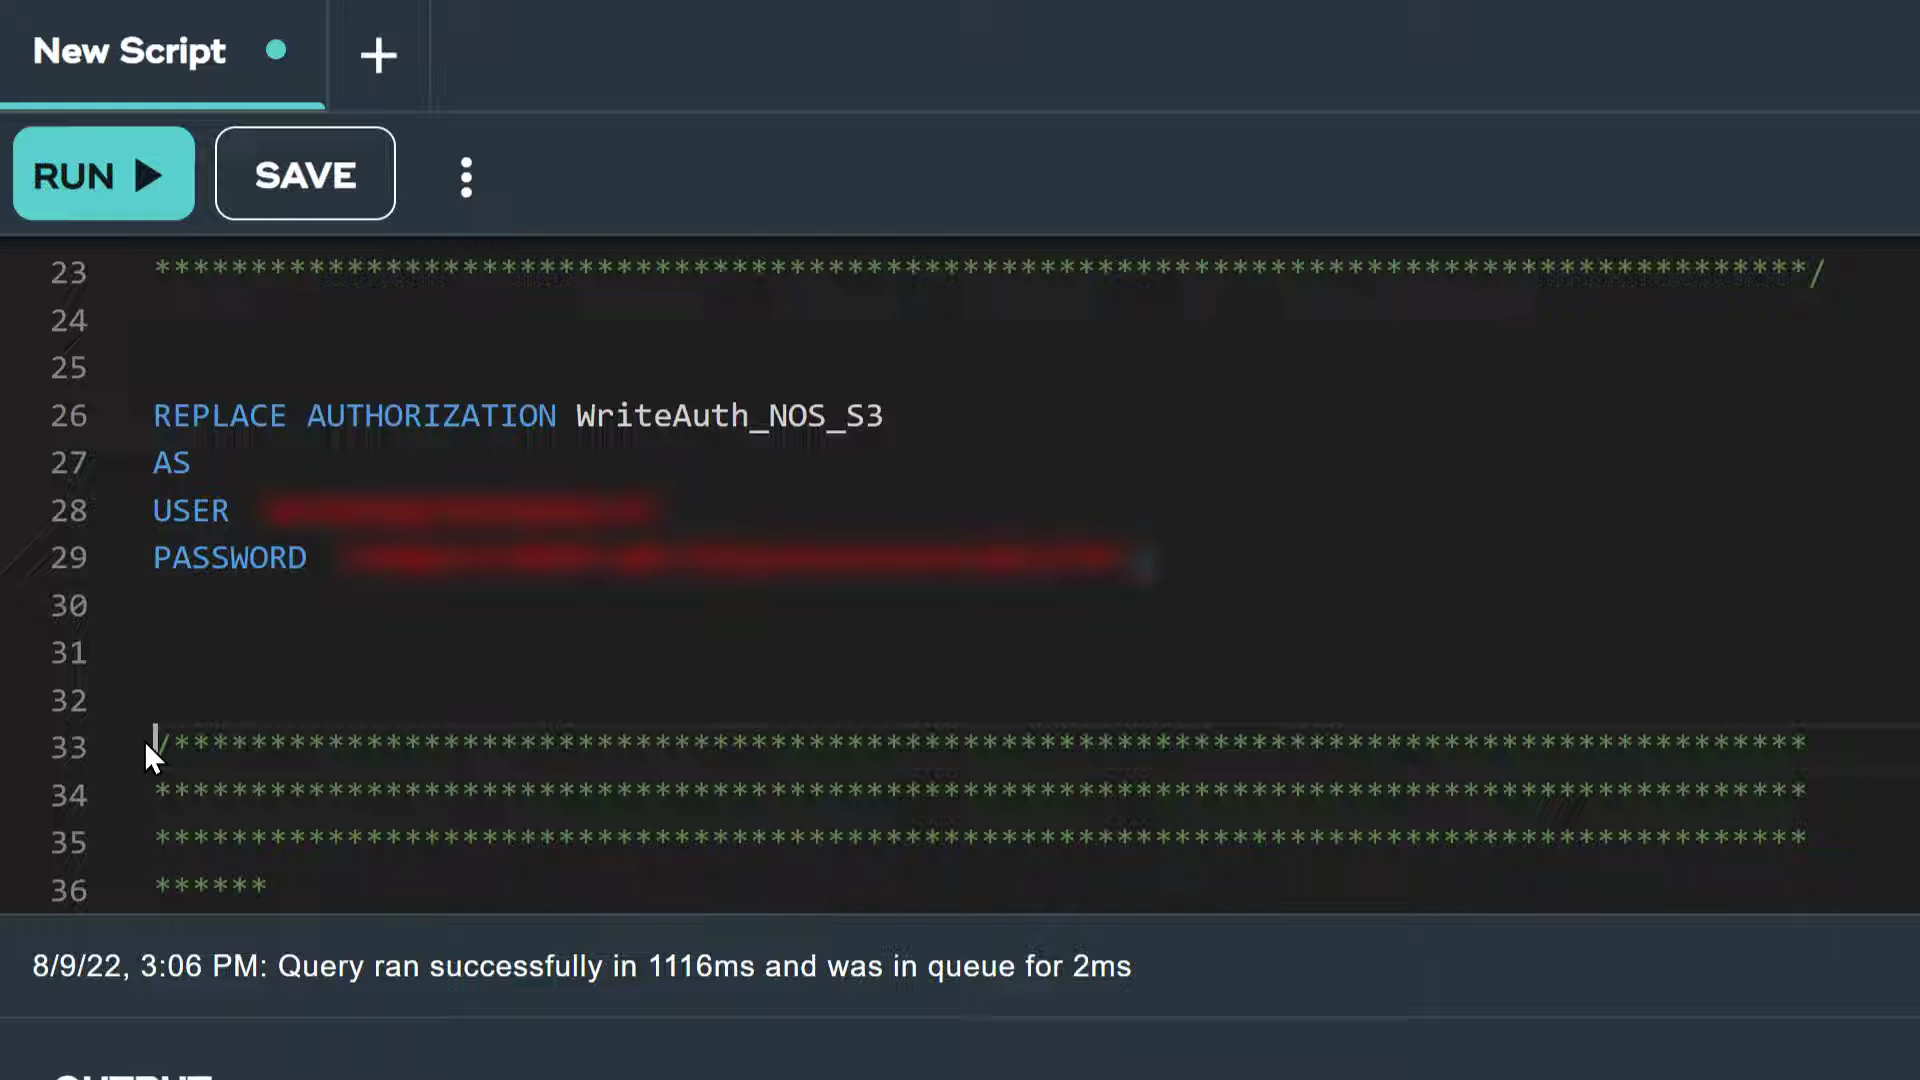 New Script
RUN
SAVE
23 **************************************************************************************/
24
25
26 REPLACE AUTHORIZATION WriteAuth_NOS_S3
27 AS
28 USER
29 PASSWORD
30
31
32
33 /*************************************************************************************
34 **************************************************************************************
35 **************************************************************************************
36 ******
8/9/22, 3:06 PM: Query ran successfully in 1116ms and was in queue for 2ms